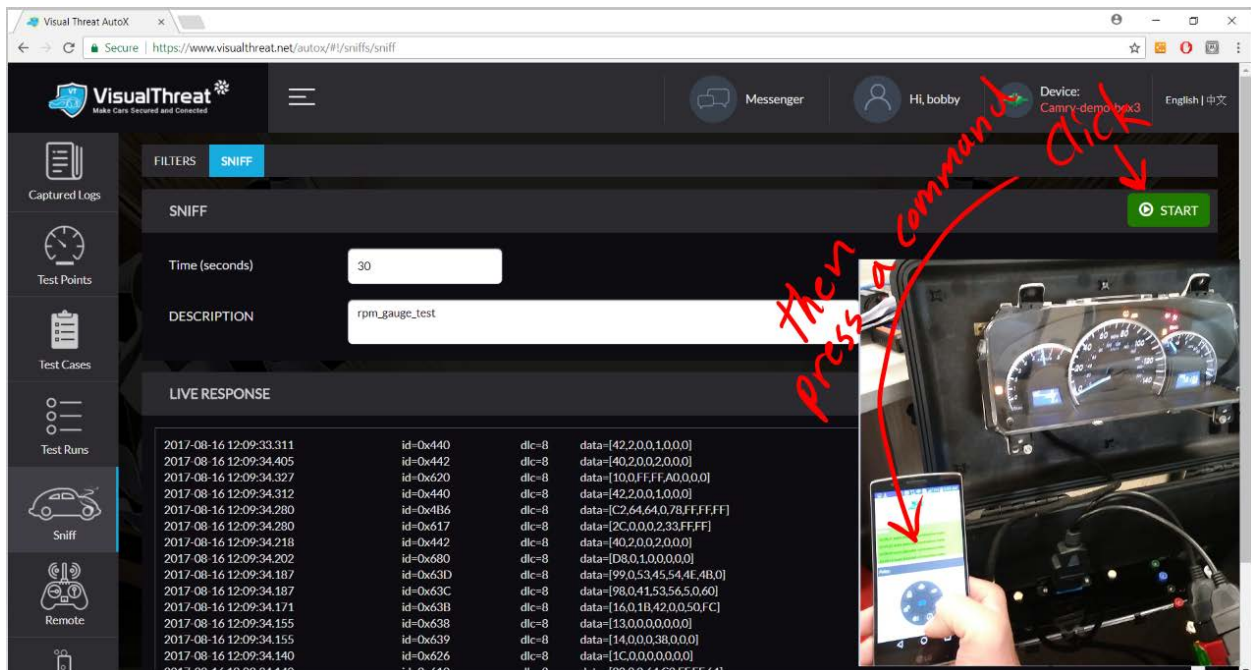 Visual Threat AutoX
Secure | https://www.visualthreat.net/autox/#!/sniffs/sniff
VT
VisualThreat
Make Cars Secured and Conected
Messenger
Hi, bobby
Device:
Camry-demo-box3
English | 中文
click
then
press a command
Captured Logs
Test Points
Test Cases
Test Runs
Sniff
Remote
FILTERS SNIFF
SNIFF
START
Time (seconds) 30
DESCRIPTION rpm_gauge_test
LIVE RESPONSE
2017-08-16 12:09:33.311 id=0x440 dlc=8 data=[42,2,0,0,1,0,0,0]
2017-08-16 12:09:34.405 id=0x442 dlc=8 data=[40,2,0,0,2,0,0,0]
2017-08-16 12:09:34.327 id=0x620 dlc=8 data=[10,0,FF,FF,A0,0,0,0]
2017-08-16 12:09:34.312 id=0x440 dlc=8 data=[42,2,0,0,1,0,0,0]
2017-08-16 12:09:34.280 id=0x4B6 dlc=8 data=[C2,64,64,0,78,FF,FF,FF]
2017-08-16 12:09:34.280 id=0x617 dlc=8 data=[2C,0,0,0,2,33,FF,FF]
2017-08-16 12:09:34.218 id=0x442 dlc=8 data=[40,2,0,0,2,0,0,0]
2017-08-16 12:09:34.202 id=0x680 dlc=8 data=[D8,0,1,0,0,0,0,0]
2017-08-16 12:09:34.187 id=0x63D dlc=8 data=[99,0,53,45,54,4E,4B,0]
2017-08-16 12:09:34.187 id=0x63C dlc=8 data=[98,0,41,53,56,5,0,60]
2017-08-16 12:09:34.171 id=0x63B dlc=8 data=[16,0,1B,42,0,0,50,FC]
2017-08-16 12:09:34.155 id=0x638 dlc=8 data=[13,0,0,0,0,0,0,0]
2017-08-16 12:09:34.155 id=0x639 dlc=8 data=[14,0,0,0,38,0,0,0]
2017-08-16 12:09:34.140 id=0x626 dlc=8 data=[1C,0,0,0,0,0,0,0]